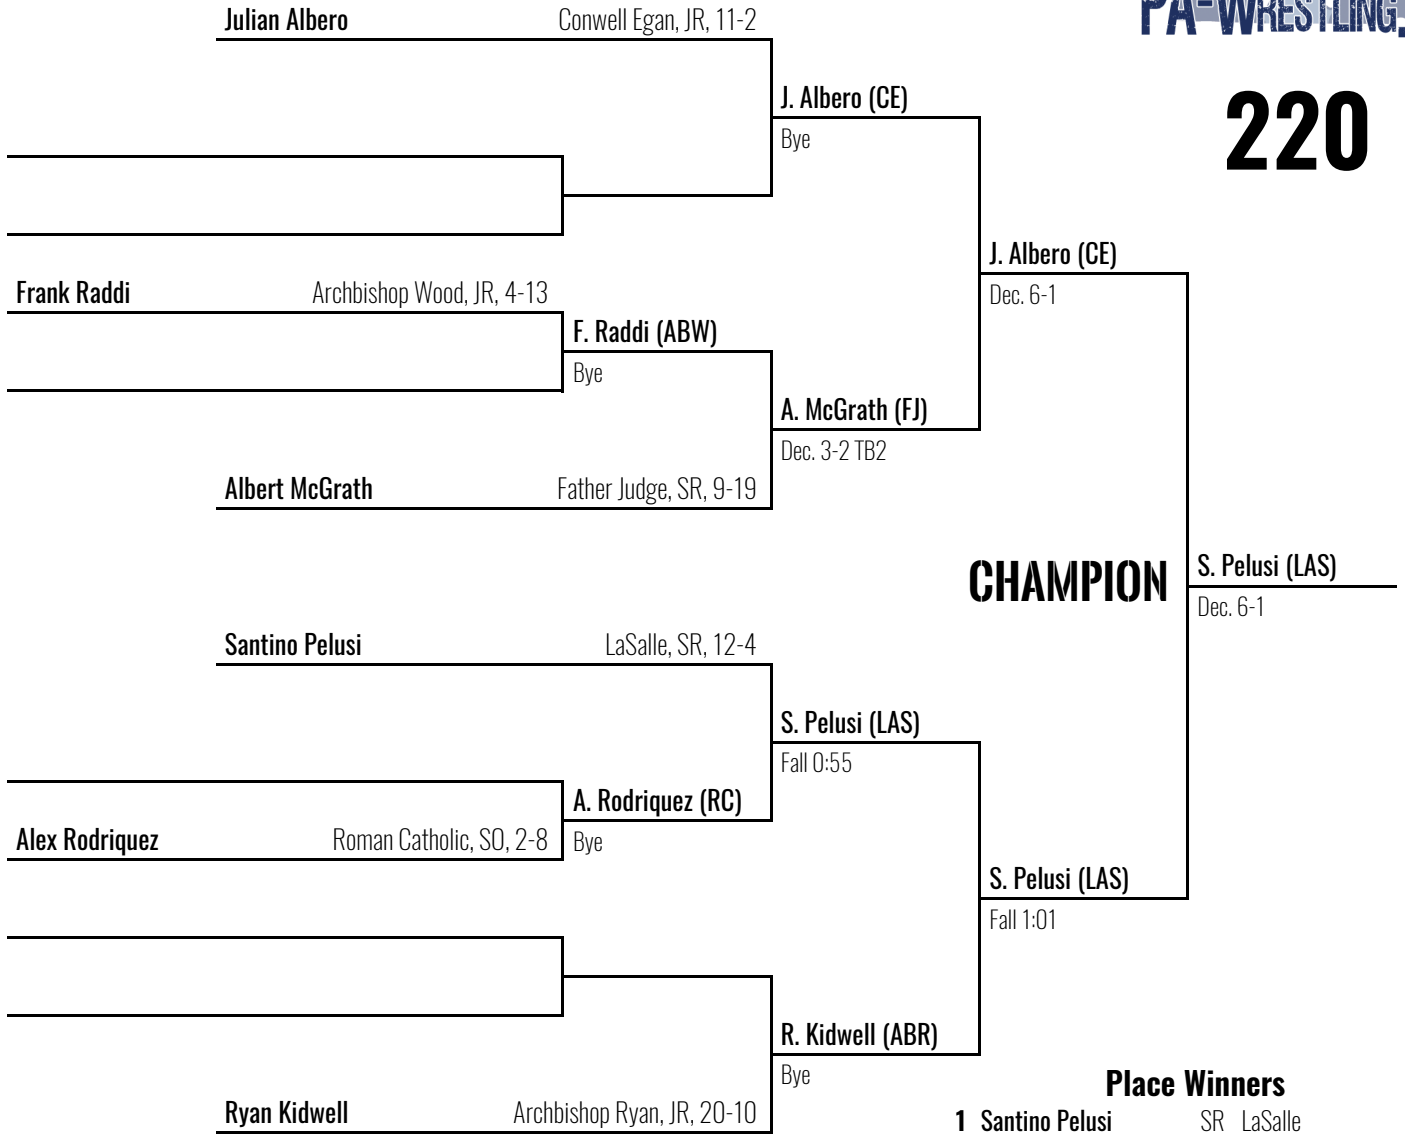 PA-WRESTLING.
220
Julian Albero Conwell Egan, JR, 11-2
J. Albero (CE)
Bye
J. Albero (CE)
Dec. 6-1
Frank Raddi Archbishop Wood, JR, 4-13
F. Raddi (ABW)
Bye
A. McGrath (FJ)
Dec. 3-2 TB2
Albert McGrath Father Judge, SR, 9-19
CHAMPION
S. Pelusi (LAS)
Dec. 6-1
Santino Pelusi LaSalle, SR, 12-4
S. Pelusi (LAS)
Fall 0:55
A. Rodriquez (RC)
Alex Rodriquez Roman Catholic, SO, 2-8
Bye
S. Pelusi (LAS)
Fall 1:01
R. Kidwell (ABR)
Bye
Ryan Kidwell Archbishop Ryan, JR, 20-10
Place Winners
1 Santino Pelusi SR LaSalle